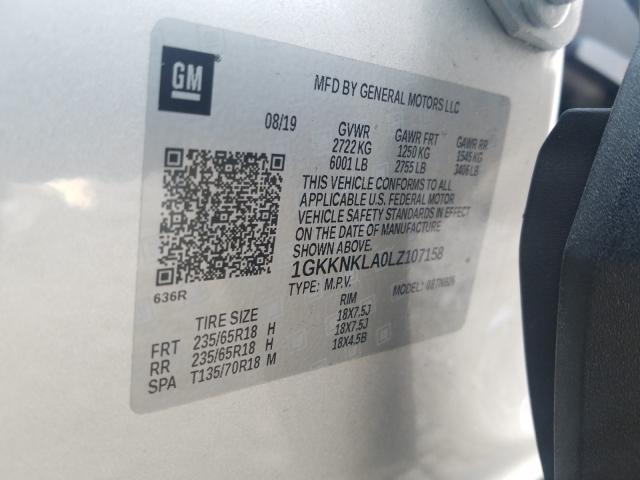 GM
MFD BY GENERAL MOTORS LLC
08/19 GVWR GAWR FRT GAWR RR
2722 KG 1250 KG 1545 KG
6001 LB 2755 LB 3406 LB
THIS VEHICLE CONFORMS TO ALL
APPLICABLE U.S. FEDERAL MOTOR
VEHICLE SAFETY STANDARDS IN EFFECT
ON THE DATE OF MANUFACTURE
SHOWN ABOVE.
1GKKNKLA0LZ107158
TYPE: M.P.V. MODEL:
636R
TIRE SIZE RIM
FRT 235/65R18 H 18X7.5J
RR 235/65R18 H 18X7.5J
SPA T135/70R18 M 18X4.5B